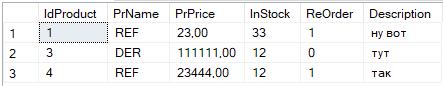 IdProduct PrName PrPrice InStock ReOrder Description
1 1 REF 23,00 33 1 ну вот
2 3 DER 111111,00 12 0 тут
3 4 REF 23444,00 12 1 так